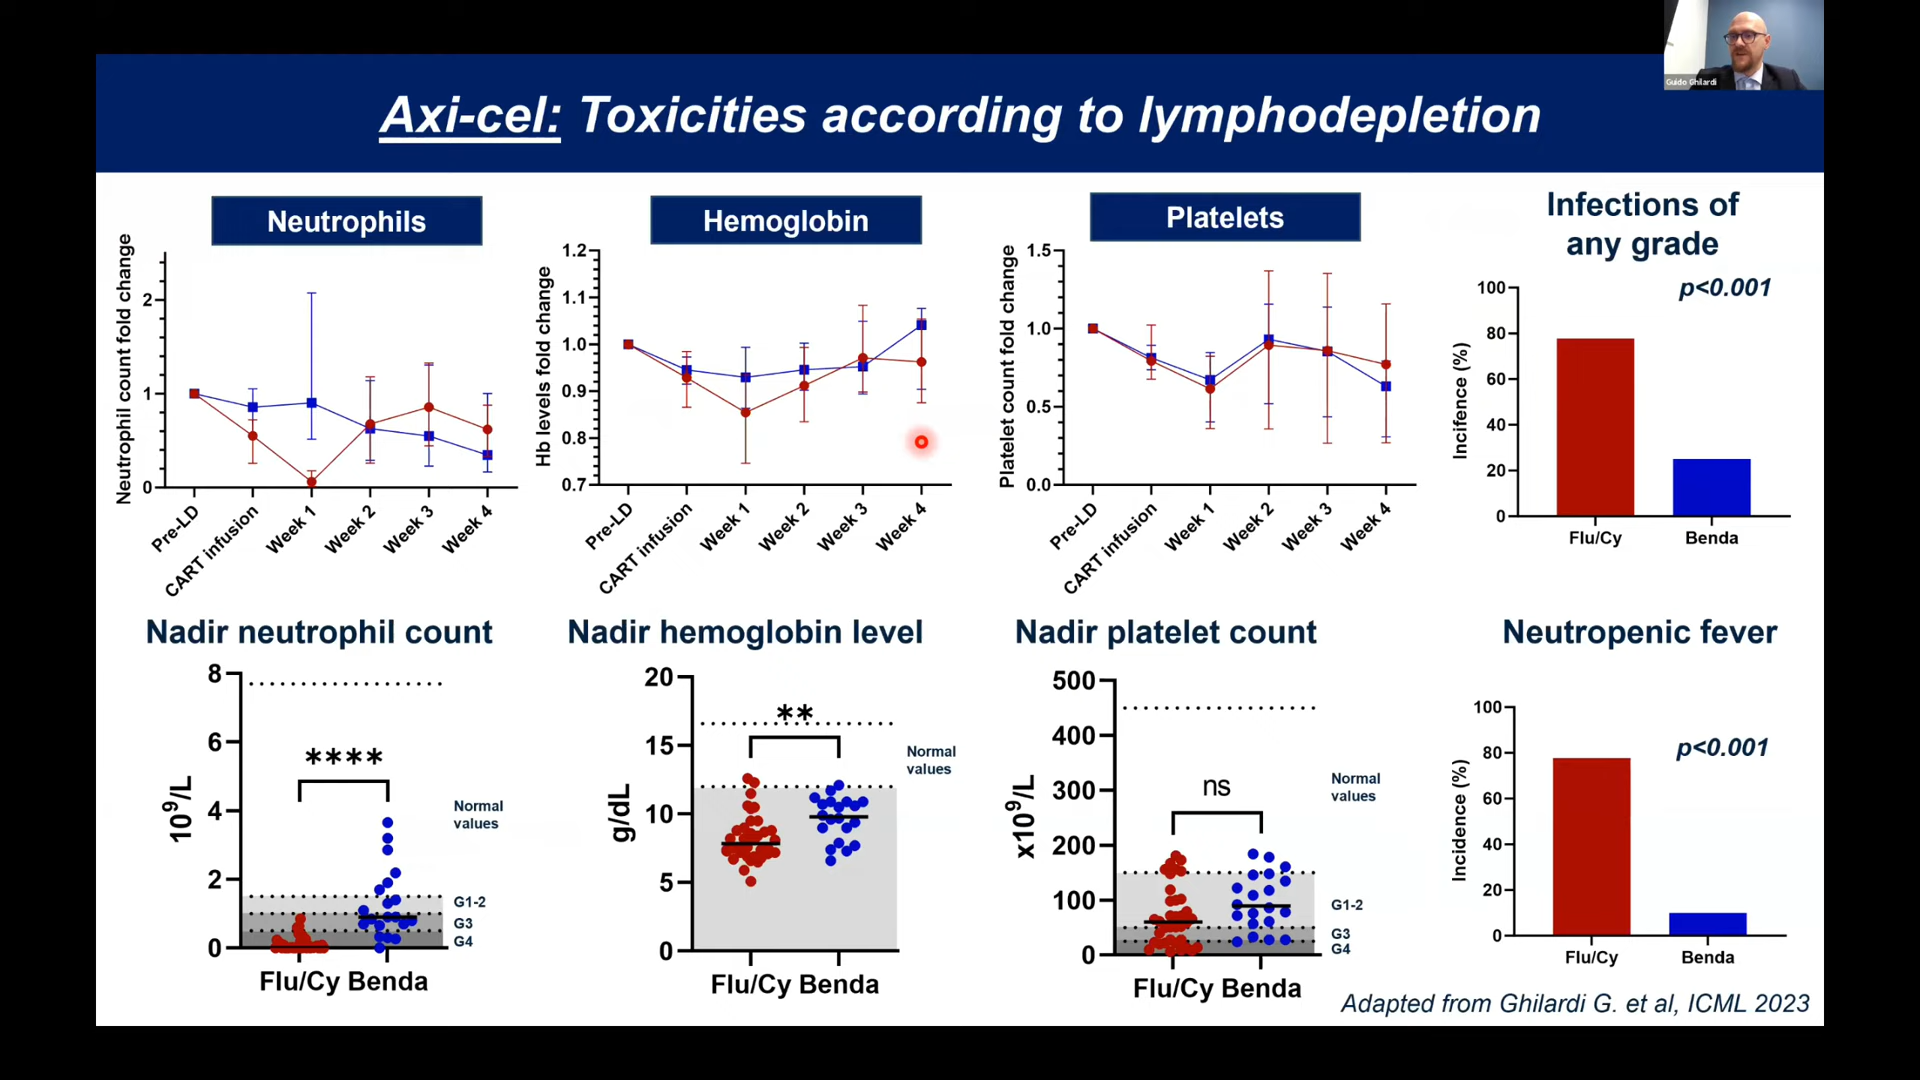 Guido Ghilardi
Axi-cel: Toxicities according to lymphodepletion
Neutrophils
Neutrophil count fold change
2
1
0
Pre-LD
CART infusion
Week 1
Week 2
Week 3
Week 4
Hemoglobin
Hb levels fold change
1.2
1.1
1.0
0.9
0.8
0.7
Pre-LD
CART infusion
Week 1
Week 2
Week 3
Week 4
Platelets
Platelet count fold change
1.5
1.0
0.5
0.0
Pre-LD
CART infusion
Week 1
Week 2
Week 3
Week 4
Infections of
any grade
p<0.001
Incifence (%)
100
80
60
40
20
0
Flu/Cy
Benda
Nadir neutrophil count
10⁹/L
8
6
4
2
0
****
Normal
values
G1-2
G3
G4
Flu/Cy Benda
Nadir hemoglobin level
g/dL
20
15
10
5
0
**
Normal
values
Flu/Cy Benda
Nadir platelet count
x10⁹/L
500
400
300
200
100
0
ns
Normal
values
G1-2
G3
G4
Flu/Cy Benda
Neutropenic fever
p<0.001
Incidence (%)
100
80
60
40
20
0
Flu/Cy
Benda
Adapted from Ghilardi G. et al, ICML 2023